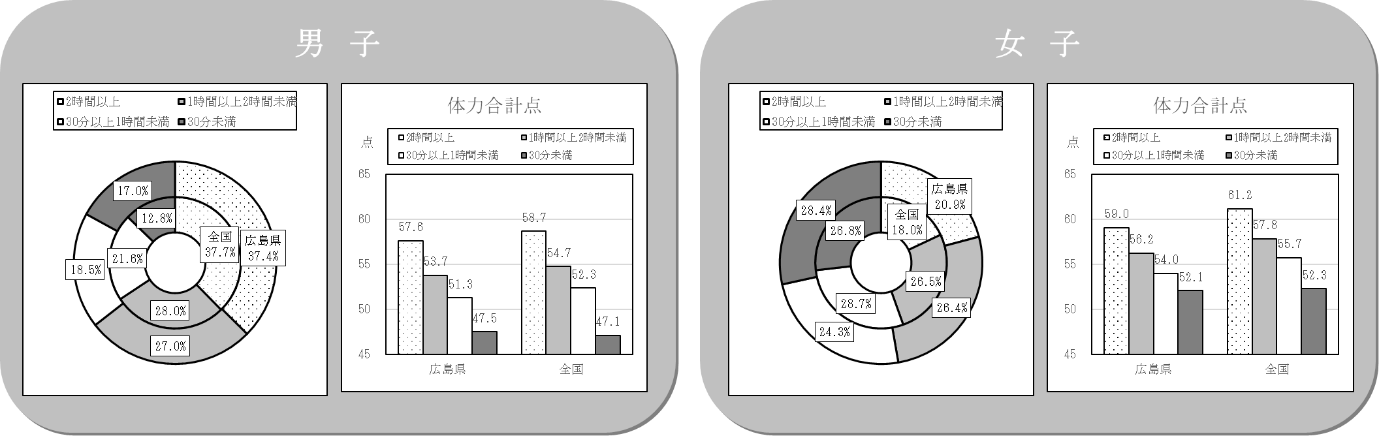 男 子
2時間以上 1時間以上2時間未満
30分以上1時間未満 30分未満
17.0%
12.8%
全国
37.7%
広島県
37.4%
18.5%
21.6%
28.0%
27.0%
体力合計点
点
2時間以上 1時間以上2時間未満
30分以上1時間未満 30分未満
65
60
55
50
45
57.6
53.7
51.3
47.5
58.7
54.7
52.3
47.1
広島県 全国
女 子
2時間以上 1時間以上2時間未満
30分以上1時間未満 30分未満
広島県
20.9%
28.4%
全国
18.0%
26.8%
26.5%
28.7%
26.4%
24.3%
体力合計点
点
2時間以上 1時間以上2時間未満
30分以上1時間未満 30分未満
65
60
55
50
45
59.0
56.2
54.0
52.1
61.2
57.8
55.7
52.3
広島県 全国